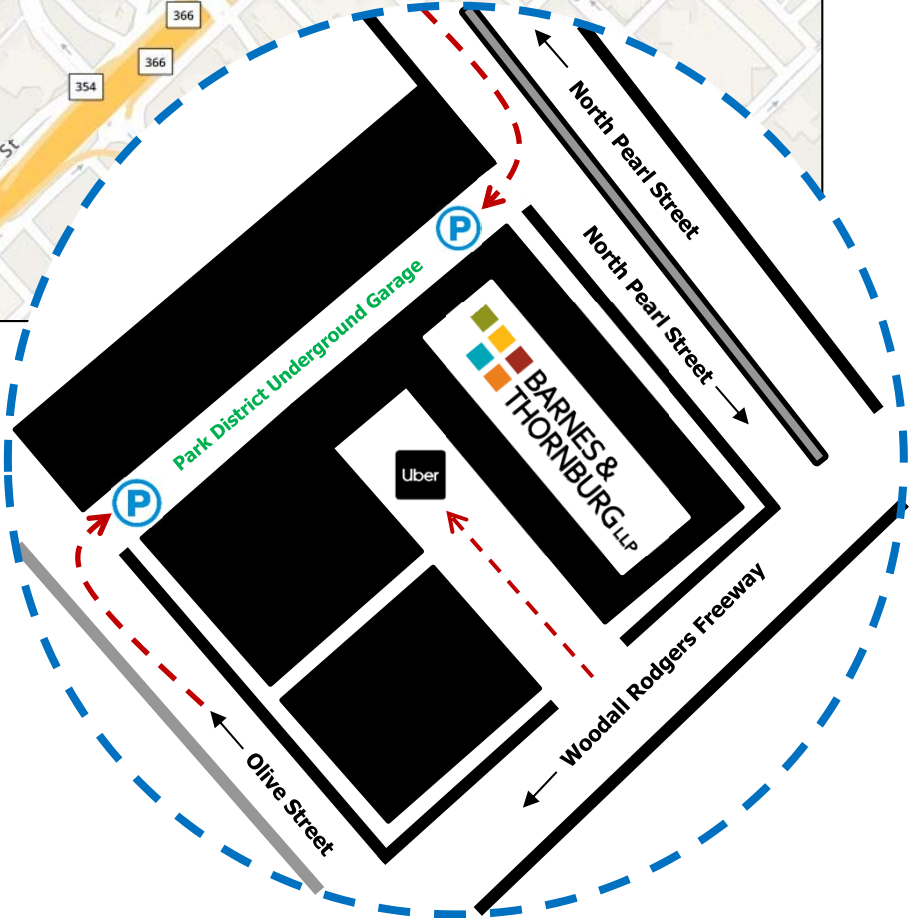 366
366
354
St
North Pearl Street
North Pearl Street
P
Park District Underground Garage
BARNES &
THORNBURG LLP
Uber
P
Woodall Rodgers Freeway
Olive Street